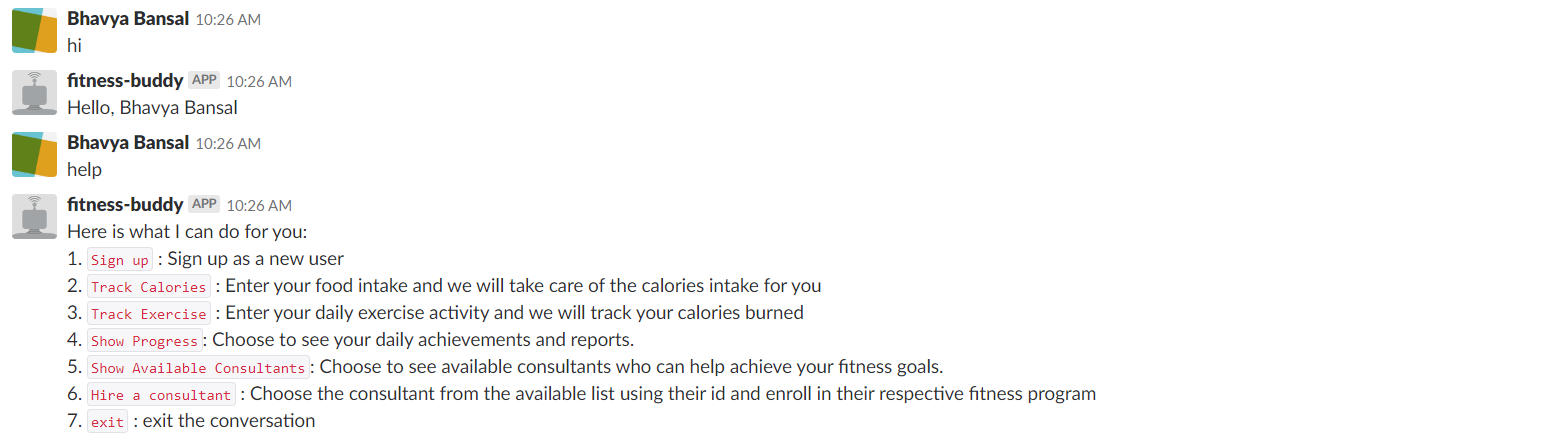 Bhavya Bansal 10:26 AM
hi
fitness-buddy APP 10:26 AM
Hello, Bhavya Bansal
Bhavya Bansal 10:26 AM
help
fitness-buddy APP 10:26 AM
Here is what I can do for you:
1. Sign up : Sign up as a new user
2. Track Calories : Enter your food intake and we will take care of the calories intake for you
3. Track Exercise : Enter your daily exercise activity and we will track your calories burned
4. Show Progress: Choose to see your daily achievements and reports.
5. Show Available Consultants: Choose to see available consultants who can help achieve your fitness goals.
6. Hire a consultant : Choose the consultant from the available list using their id and enroll in their respective fitness program
7. exit : exit the conversation